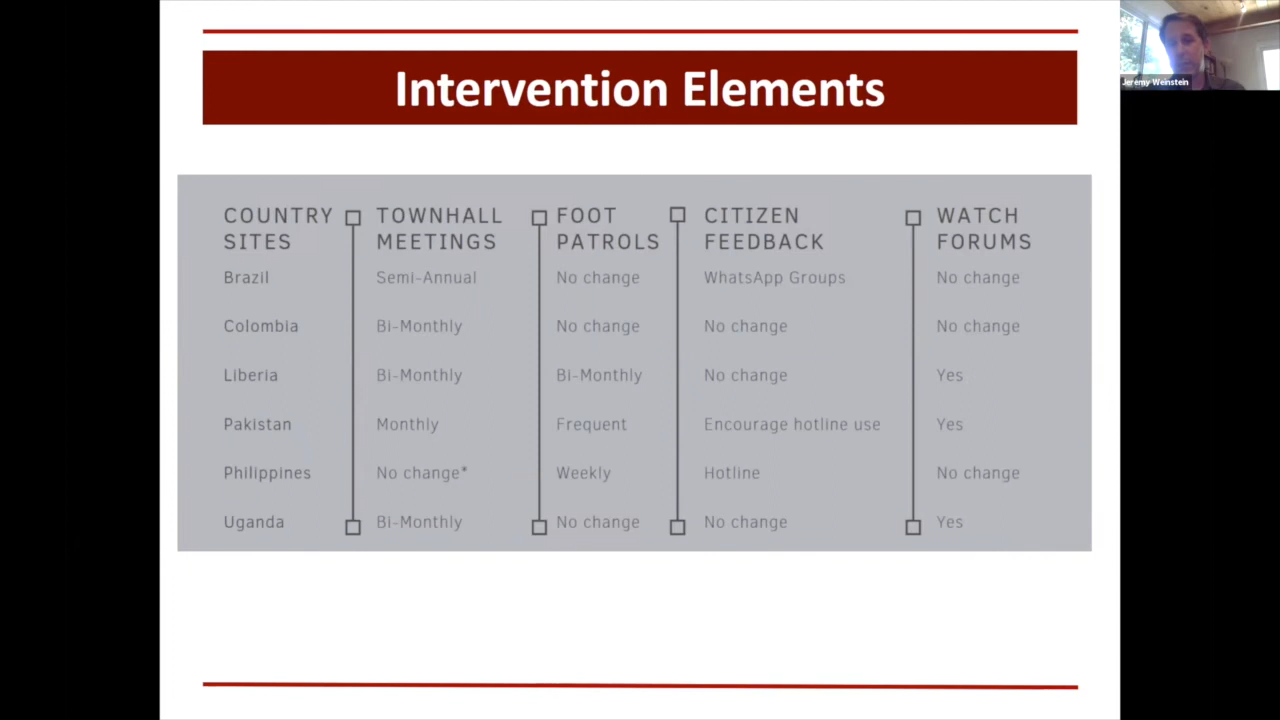 Jeremy Weinstein
Intervention Elements
COUNTRY SITES TOWNHALL MEETINGS FOOT PATROLS CITIZEN FEEDBACK WATCH FORUMS
Brazil Semi-Annual No change WhatsApp Groups No change
Colombia Bi-Monthly No change No change No change
Liberia Bi-Monthly Bi-Monthly No change Yes
Pakistan Monthly Frequent Encourage hotline use Yes
Philippines No change* Weekly Hotline No change
Uganda Bi-Monthly No change No change Yes